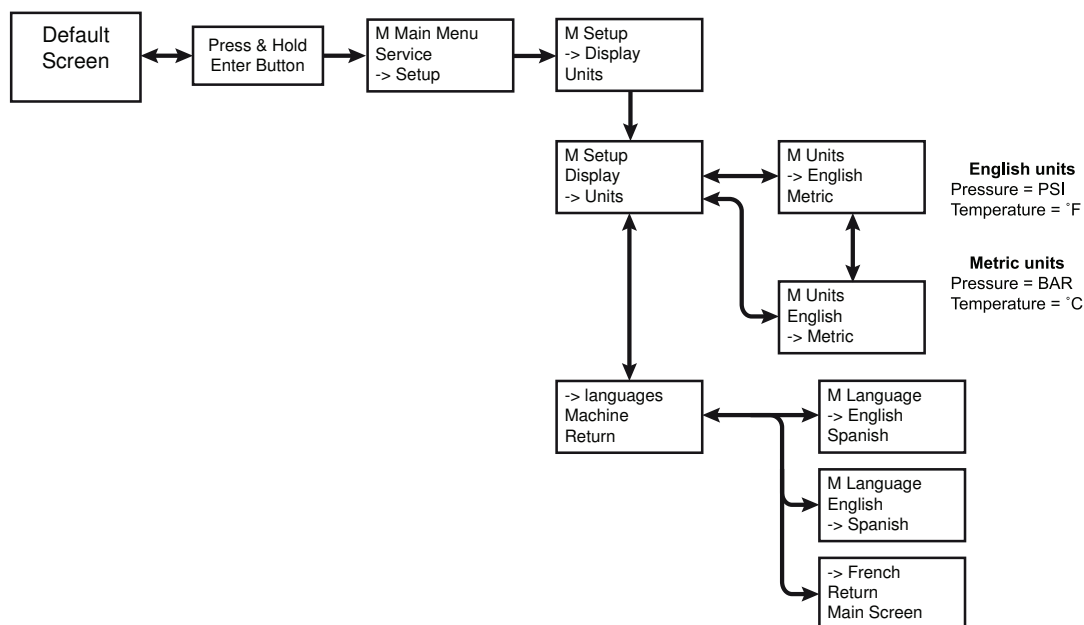 Default
Screen
Press & Hold
Enter Button
M Main Menu
Service
-> Setup
M Setup
-> Display
Units
M Setup
Display
-> Units
M Units
-> English
Metric
English units
Pressure = PSI
Temperature = ˚F
M Units
English
-> Metric
Metric units
Pressure = BAR
Temperature = ˚C
-> languages
Machine
Return
M Language
-> English
Spanish
M Language
English
-> Spanish
-> French
Return
Main Screen